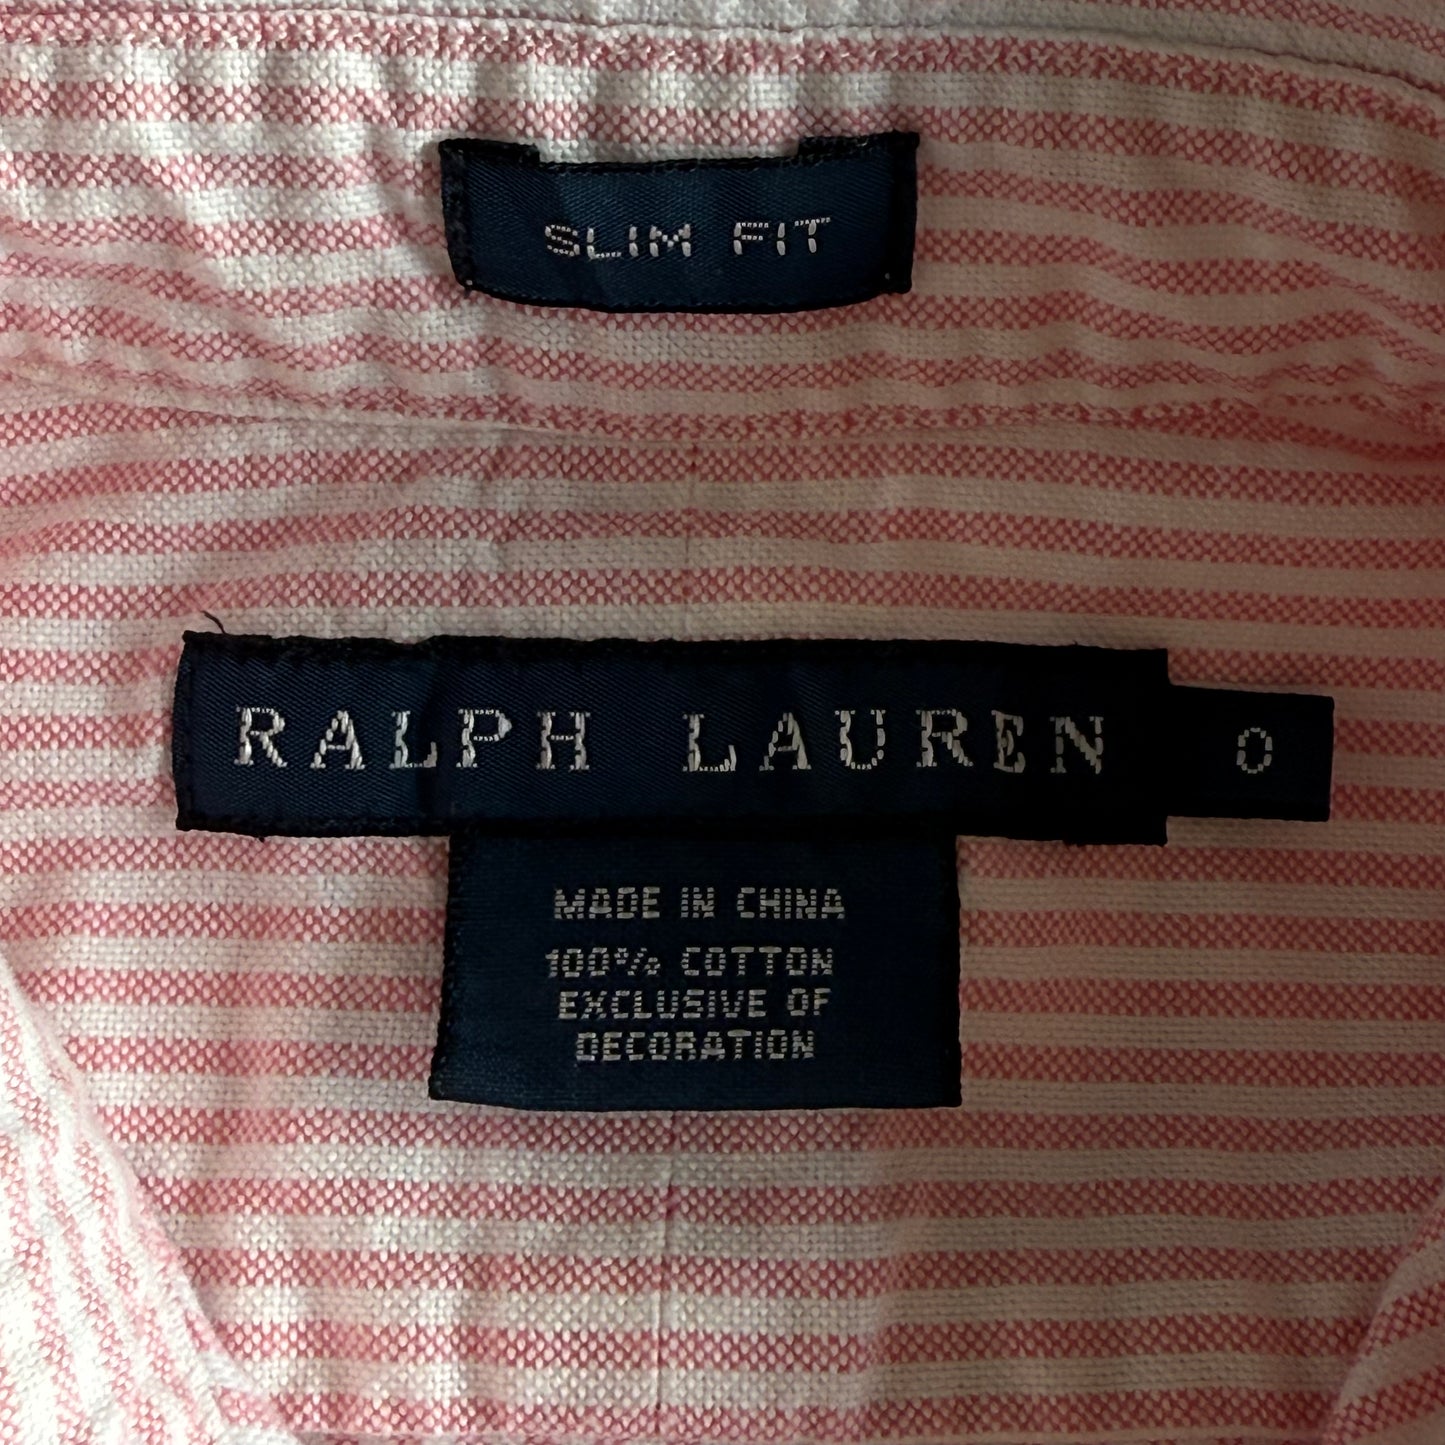 SLIM FIT
RALPH LAUREN 0
MADE IN CHINA
100% COTTON
EXCLUSIVE OF
DECORATION